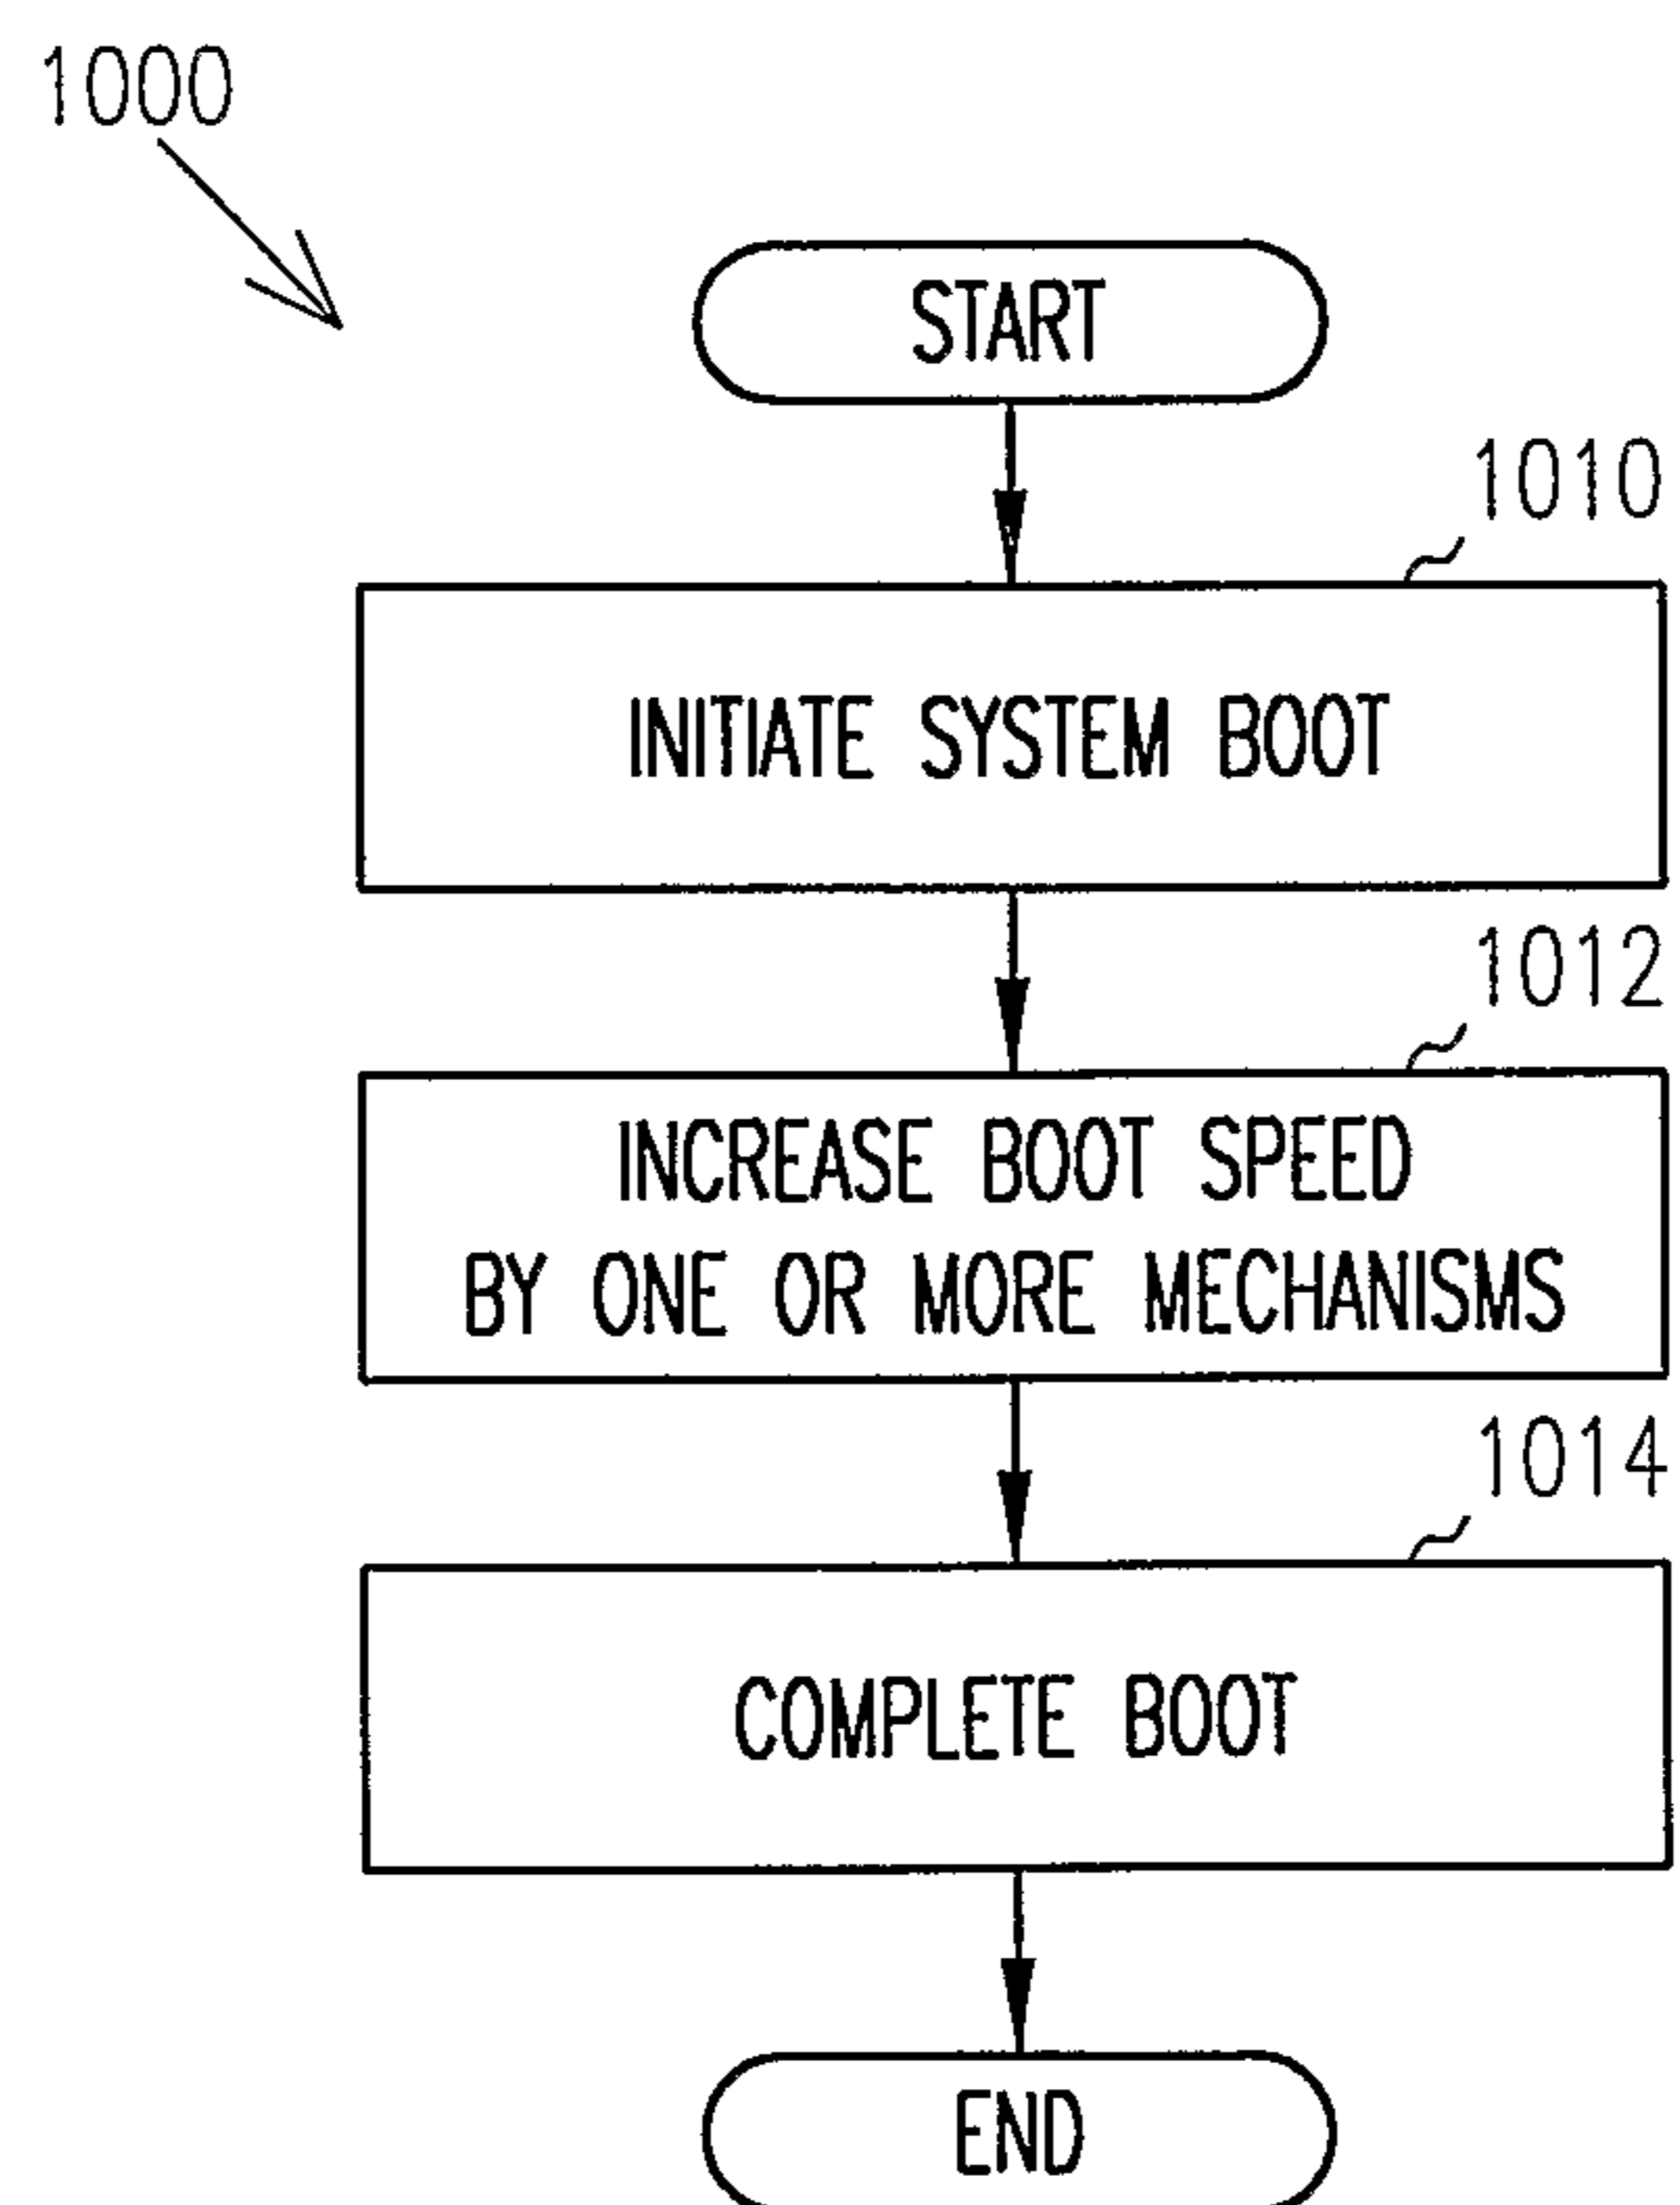 1000
START
1010
INITIATE SYSTEM BOOT
1012
INCREASE BOOT SPEED
BY ONE OR MORE MECHANISMS
1014
COMPLETE BOOT
END